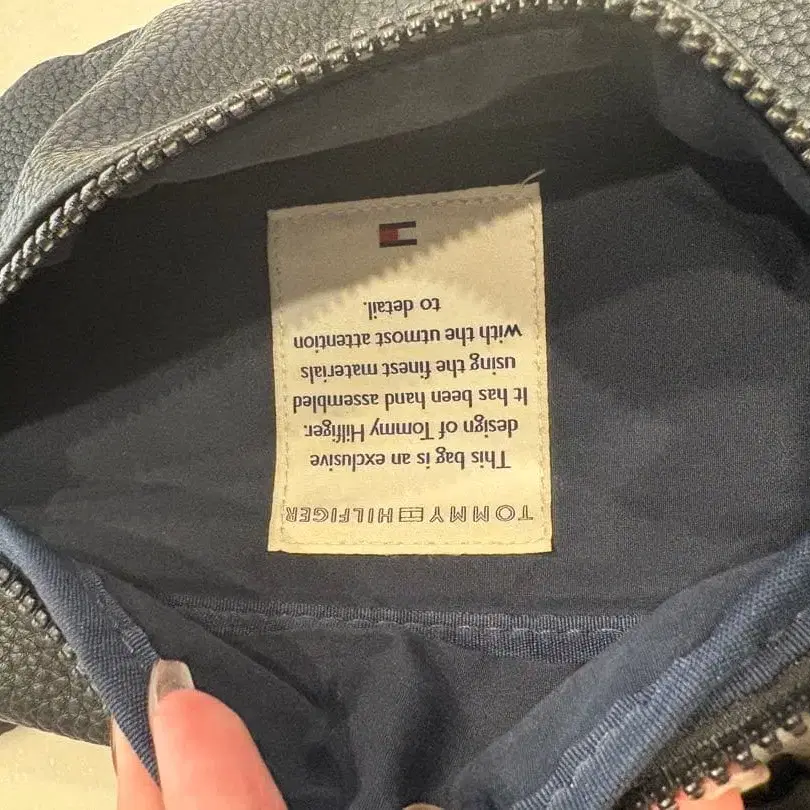 TOMMY HILFIGER
This bag is an exclusive
design of Tommy Hilfiger.
It has been hand assembled
using the finest materials
with the utmost attention
to detail.